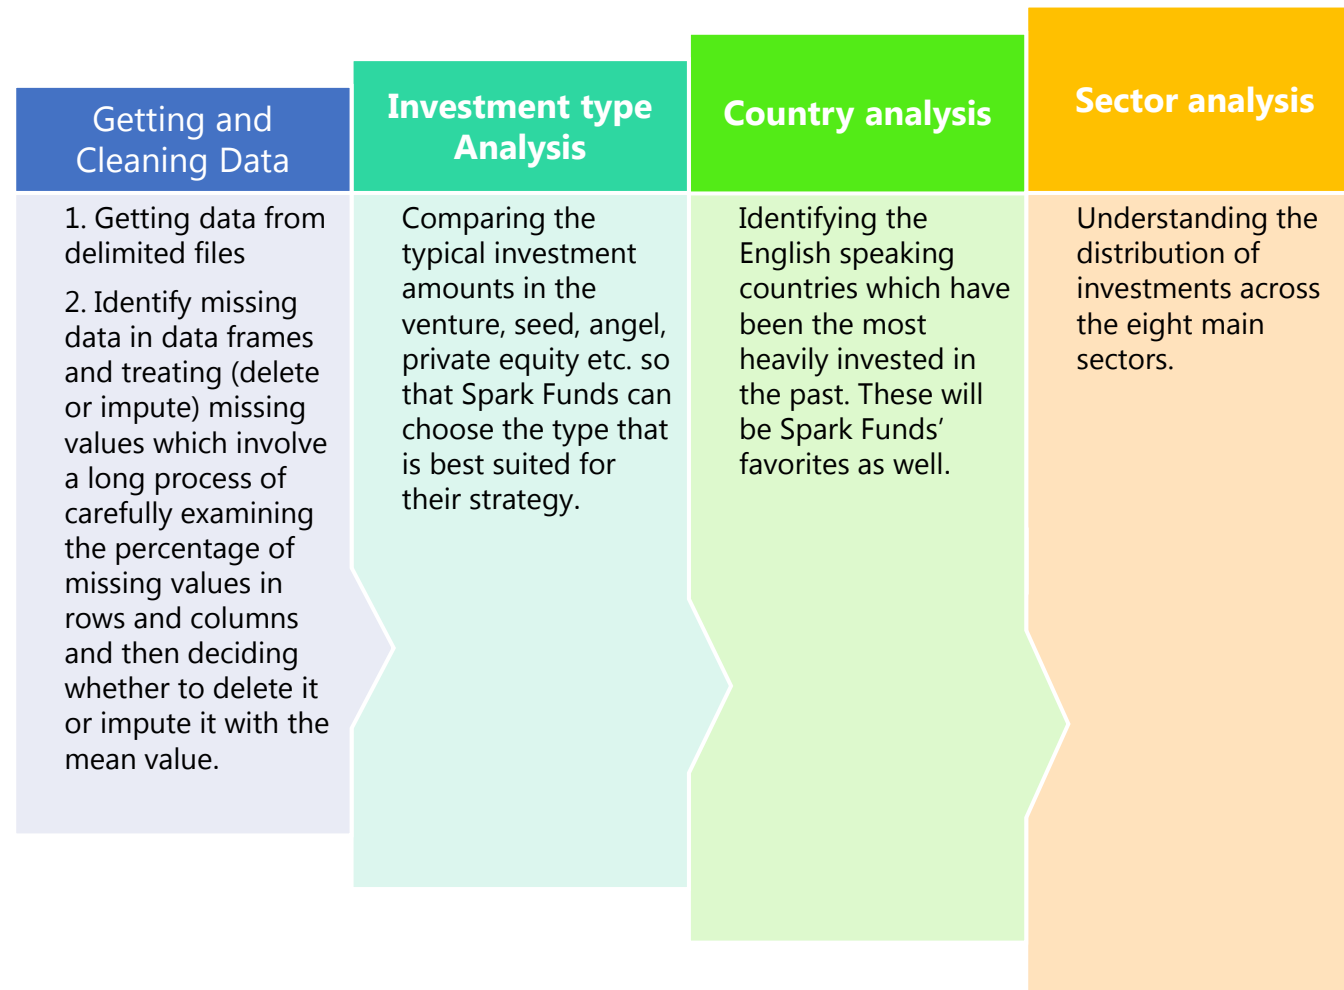 Getting and
Cleaning Data
1. Getting data from
delimited files
2. Identify missing
data in data frames
and treating (delete
or impute) missing
values which involve
a long process of
carefully examining
the percentage of
missing values in
rows and columns
and then deciding
whether to delete it
or impute it with the
mean value.
Investment type
Analysis
Comparing the
typical investment
amounts in the
venture, seed, angel,
private equity etc. so
that Spark Funds can
choose the type that
is best suited for
their strategy.
Country analysis
Identifying the
English speaking
countries which have
been the most
heavily invested in
the past. These will
be Spark Funds’
favorites as well.
Sector analysis
Understanding the
distribution of
investments across
the eight main
sectors.